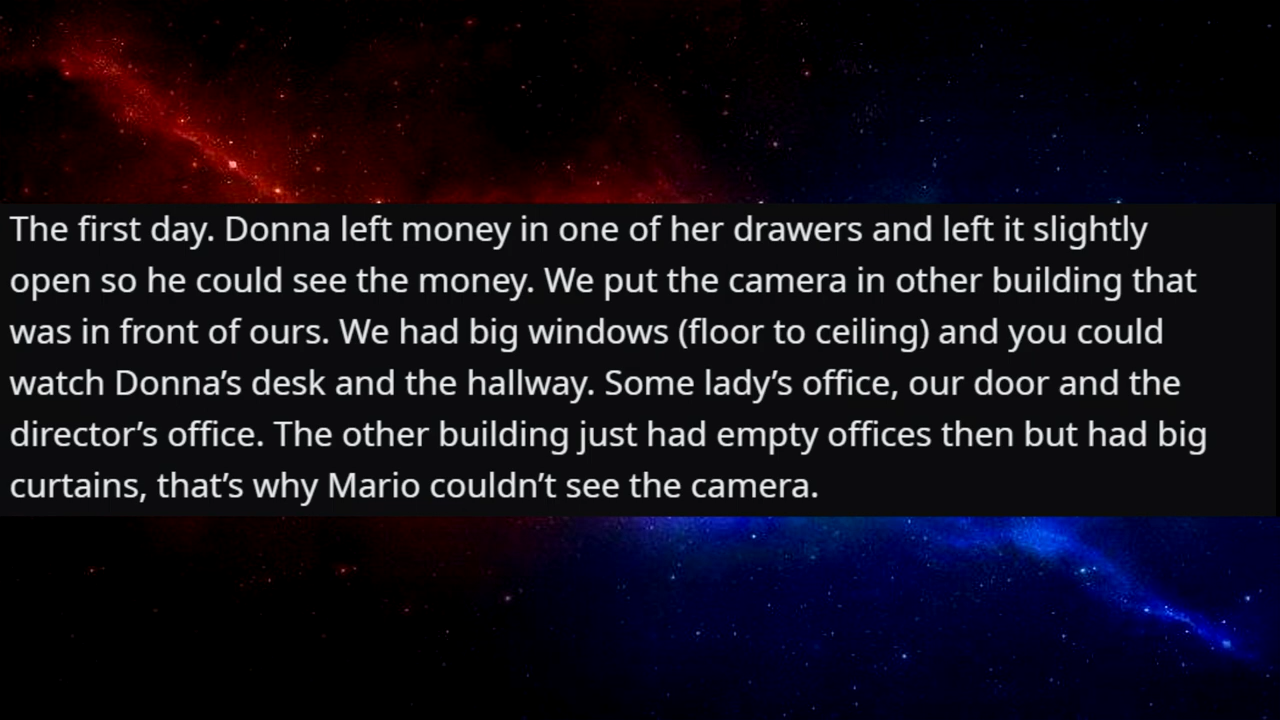 The first day. Donna left money in one of her drawers and left it slightly
open so he could see the money. We put the camera in other building that
was in front of ours. We had big windows (floor to ceiling) and you could
watch Donna’s desk and the hallway. Some lady’s office, our door and the
director’s office. The other building just had empty offices then but had big
curtains, that’s why Mario couldn’t see the camera.